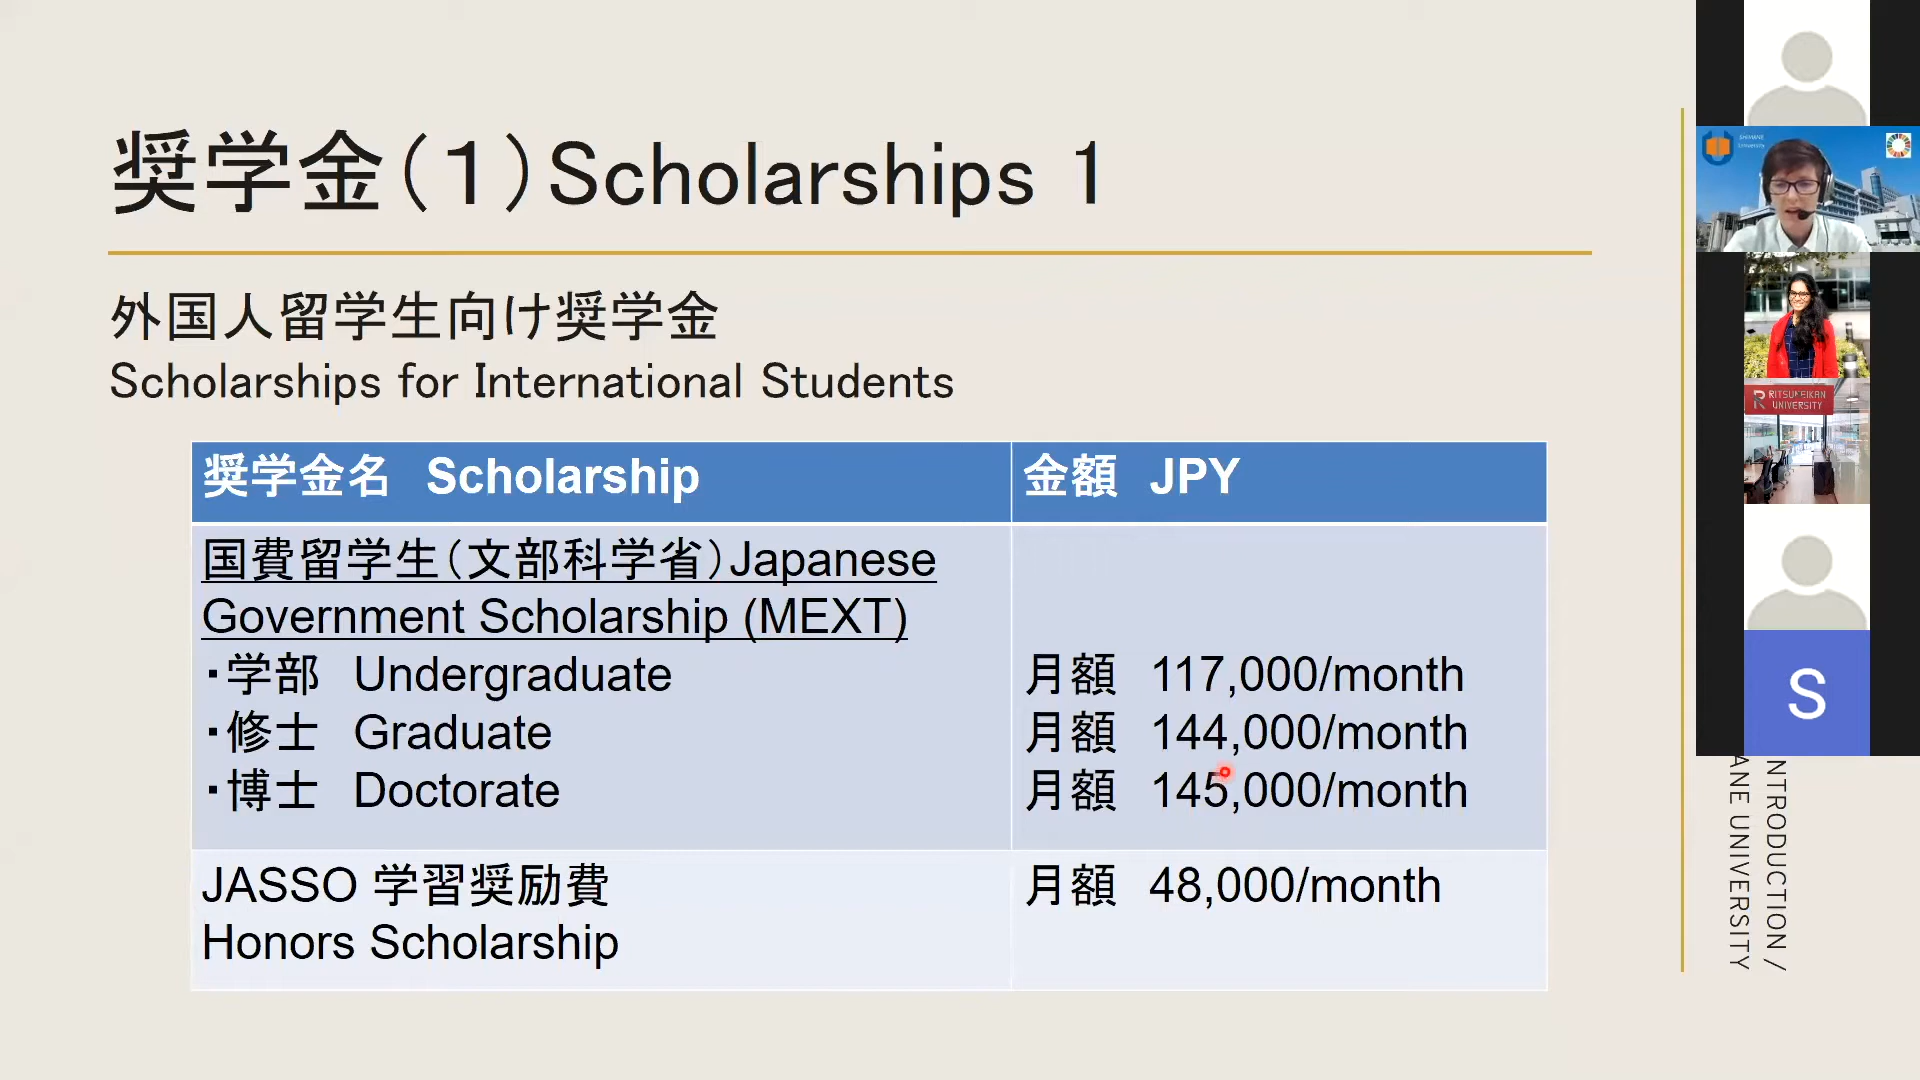 奨学金（１）Scholarships 1
外国人留学生向け奨学金
Scholarships for International Students
奨学金名　Scholarship
金額　JPY
国費留学生（文部科学省）Japanese
Government Scholarship (MEXT)
・学部　Undergraduate
月額　117,000/month
・修士　Graduate
月額　144,000/month
・博士　Doctorate
月額　145,000/month
JASSO 学習奨励費
月額　48,000/month
Honors Scholarship
SHIMANE
University
RITSUMEIKAN
UNIVERSITY
S
NTRODUCTION /
ANE UNIVERSITY